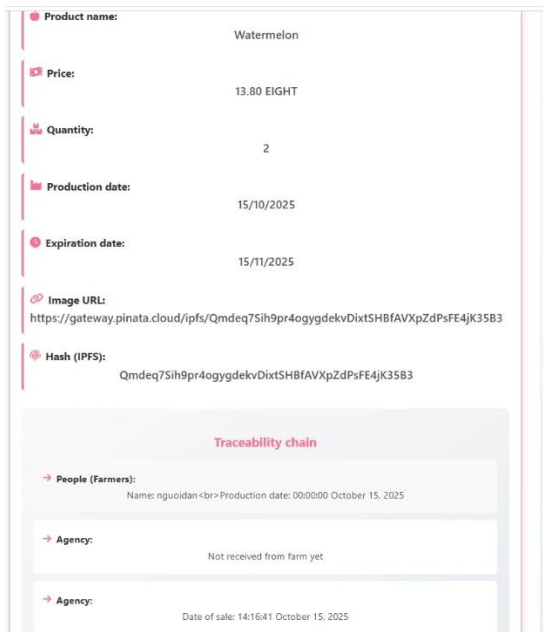 Product name:
Watermelon
Price:
13.80 EIGHT
Quantity:
2
Production date:
15/10/2025
Expiration date:
15/11/2025
Image URL:
https://gateway.pinata.cloud/ipfs/Qmdeq7Sih9pr4ogygdekvDixtSHBfAVXpZdPsFE4jK35B3
Hash (IPFS):
Qmdeq7Sih9pr4ogygdekvDixtSHBfAVXpZdPsFE4jK35B3
Traceability chain
People (Farmers):
Name: nguoidan<br>Production date: 00:00:00 October 15, 2025
Agency:
Not received from farm yet
Agency:
Date of sale: 14:16:41 October 15, 2025